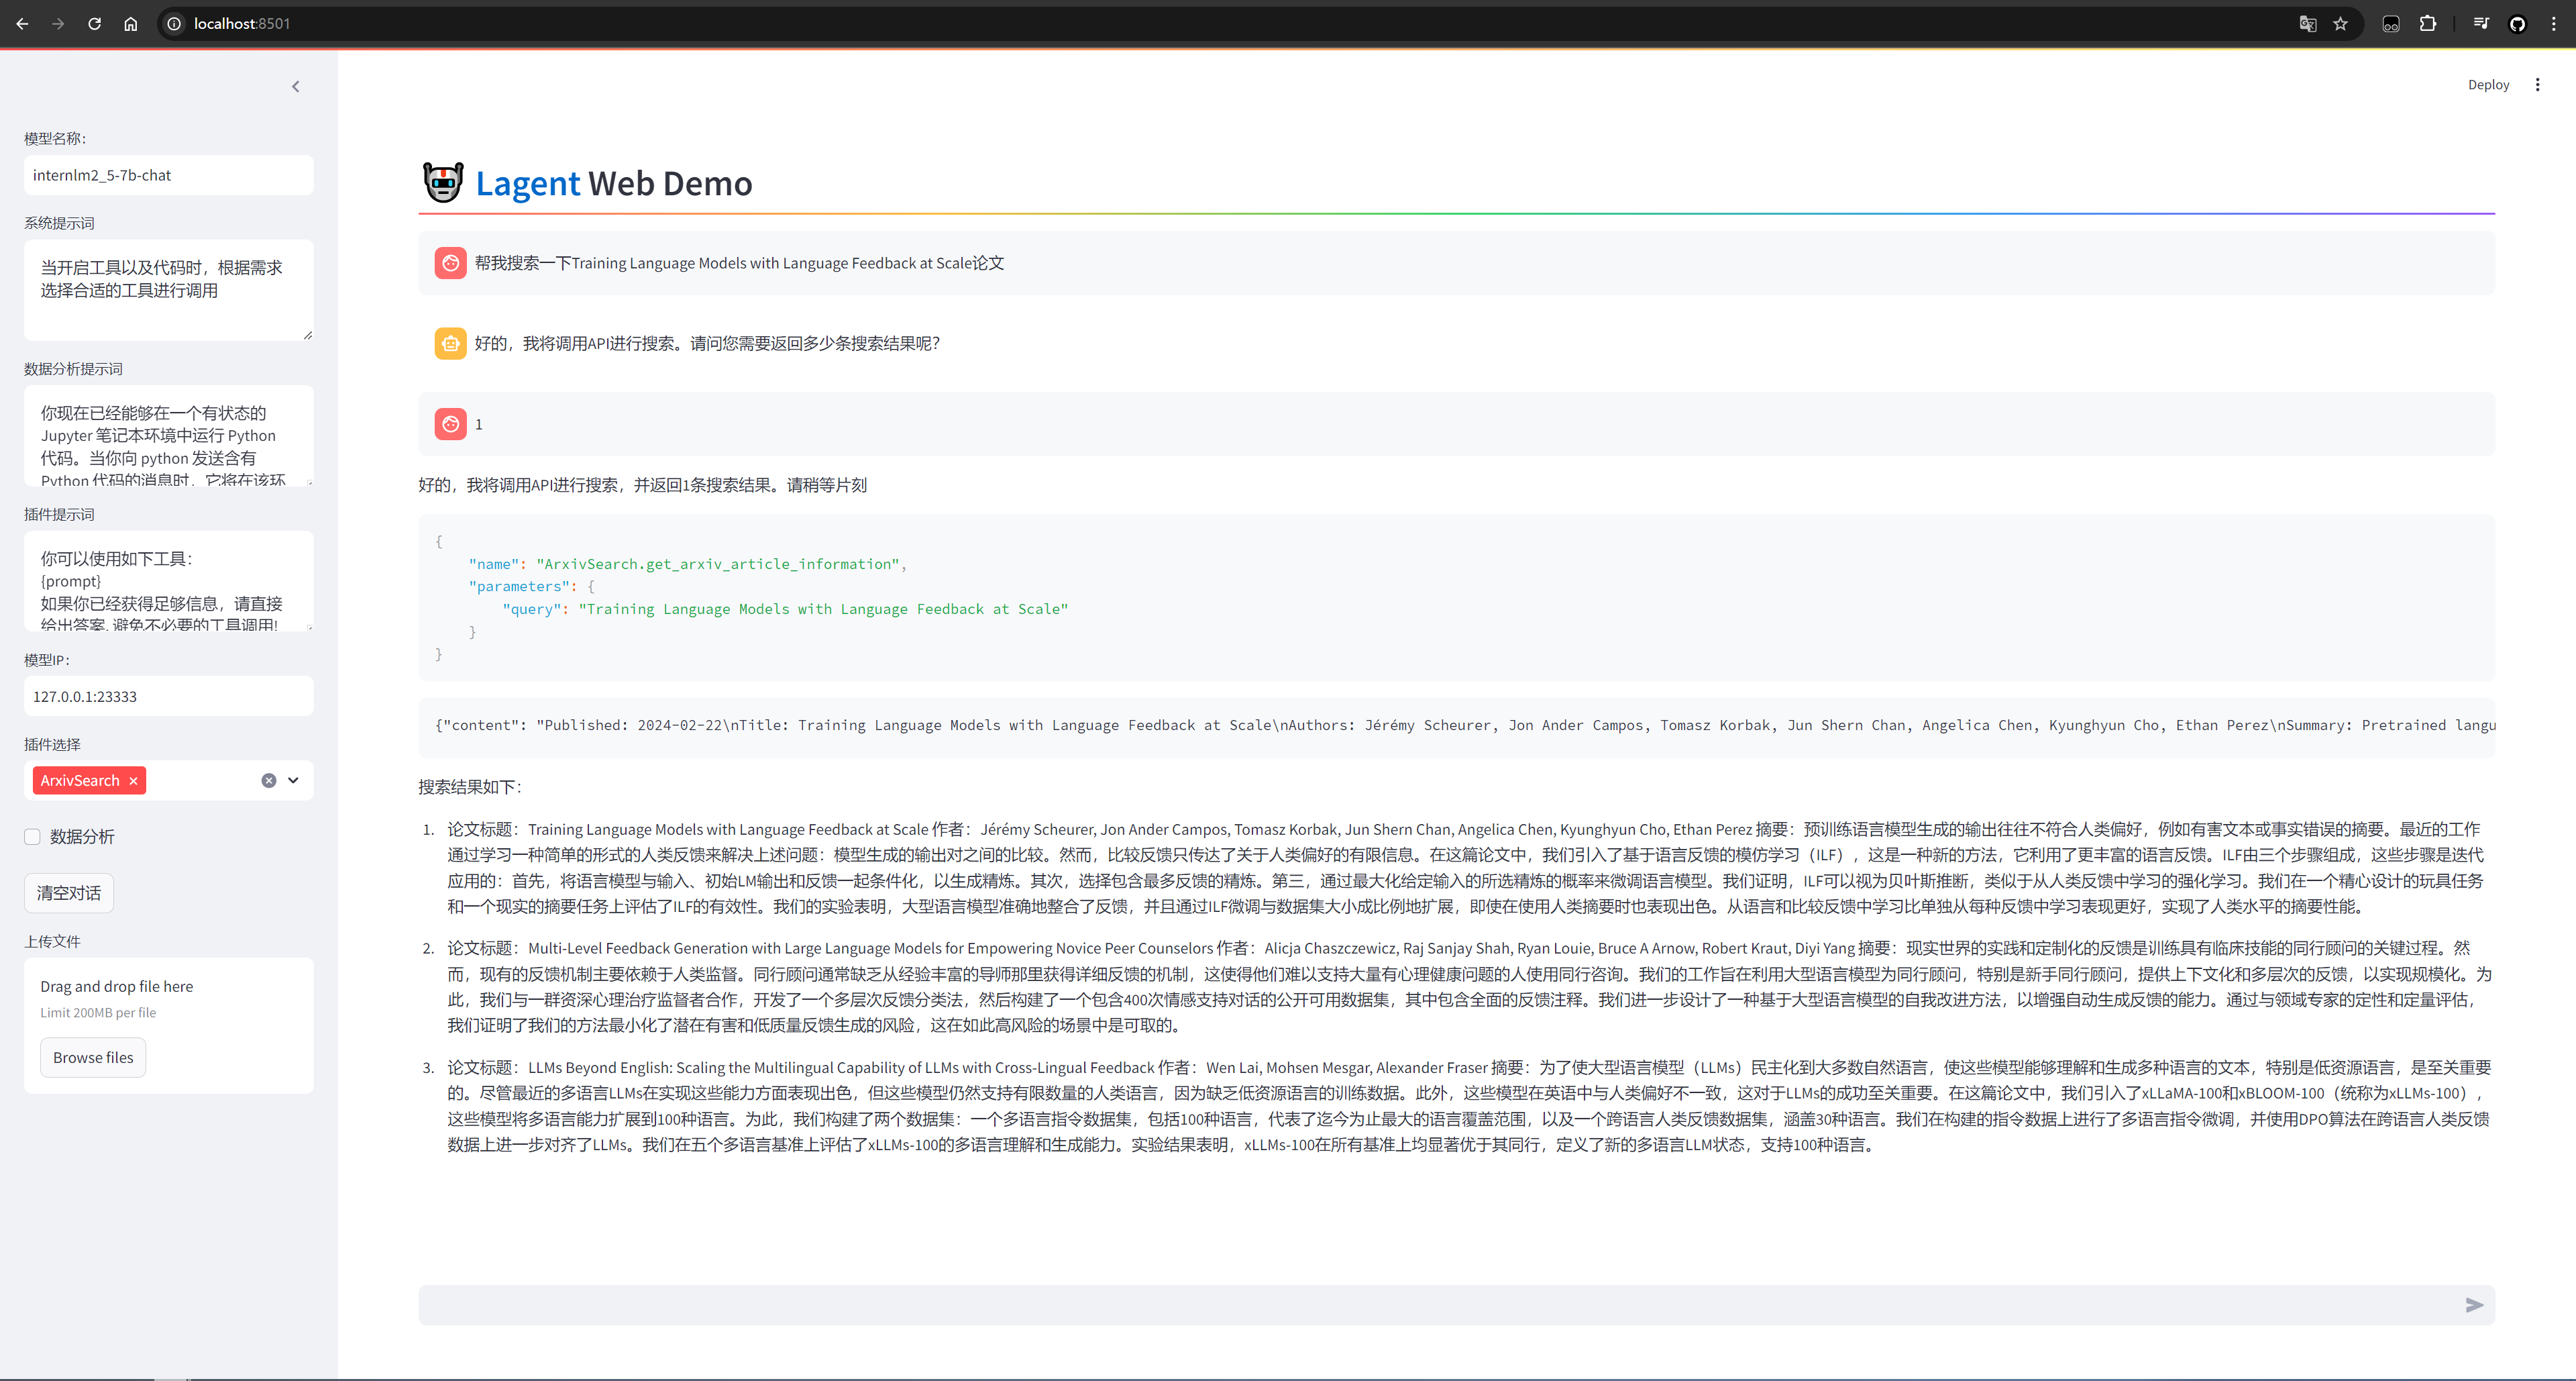 localhost:8501
Deploy
模型名称：
internlm2_5-7b-chat
系统提示词
当开启工具以及代码时，根据需求
选择合适的工具进行调用
数据分析提示词
你现在已经能够在一个有状态的
Jupyter 笔记本环境中运行 Python
代码。当你向 python 发送含有
Python 代码的消息时，它将在该环
插件提示词
你可以使用如下工具：
{prompt}
如果你已经获得足够信息，请直接
给出答案. 避免不必要的工具调用!
模型IP：
127.0.0.1:23333
插件选择
ArxivSearch
数据分析
清空对话
上传文件
Drag and drop file here
Limit 200MB per file
Browse files
Lagent Web Demo
帮我搜索一下Training Language Models with Language Feedback at Scale论文
好的，我将调用API进行搜索。请问您需要返回多少条搜索结果呢？
1
好的，我将调用API进行搜索，并返回1条搜索结果。请稍等片刻
{
"name": "ArxivSearch.get_arxiv_article_information",
"parameters": {
"query": "Training Language Models with Language Feedback at Scale"
}
}
{"content": "Published: 2024-02-22\nTitle: Training Language Models with Language Feedback at Scale\nAuthors: Jérémy Scheurer, Jon Ander Campos, Tomasz Korbak, Jun Shern Chan, Angelica Chen, Kyunghyun Cho, Ethan Perez\nSummary: Pretrained langu
搜索结果如下：
1. 论文标题：Training Language Models with Language Feedback at Scale 作者：Jérémy Scheurer, Jon Ander Campos, Tomasz Korbak, Jun Shern Chan, Angelica Chen, Kyunghyun Cho, Ethan Perez 摘要：预训练语言模型生成的输出往往不符合人类偏好，例如有害文本或事实错误的摘要。最近的工作
通过学习一种简单的形式的人类反馈来解决上述问题：模型生成的输出对之间的比较。然而，比较反馈只传达了关于人类偏好的有限信息。在这篇论文中，我们引入了基于语言反馈的模仿学习（ILF），这是一种新的方法，它利用了更丰富的语言反馈。ILF由三个步骤组成，这些步骤是迭代
应用的：首先，将语言模型与输入、初始LM输出和反馈一起条件化，以生成精炼。其次，选择包含最多反馈的精炼。第三，通过最大化给定输入的所选精炼的概率来微调语言模型。我们证明，ILF可以视为贝叶斯推断，类似于从人类反馈中学习的强化学习。我们在一个精心设计的玩具任务
和一个现实的摘要任务上评估了ILF的有效性。我们的实验表明，大型语言模型准确地整合了反馈，并且通过ILF微调与数据集大小成比例地扩展，即使在使用人类摘要时也表现出色。从语言和比较反馈中学习比单独从每种反馈中学习表现更好，实现了人类水平的摘要性能。
2. 论文标题：Multi-Level Feedback Generation with Large Language Models for Empowering Novice Peer Counselors 作者：Alicja Chaszczewicz, Raj Sanjay Shah, Ryan Louie, Bruce A Arnow, Robert Kraut, Diyi Yang 摘要：现实世界的实践和定制化的反馈是训练具有临床技能的同行顾问的关键过程。然
而，现有的反馈机制主要依赖于人类监督。同行顾问通常缺乏从经验丰富的导师那里获得详细反馈的机制，这使得他们难以支持大量有心理健康问题的人使用同行咨询。我们的工作旨在利用大型语言模型为同行顾问，特别是新手同行顾问，提供上下文化和多层次的反馈，以实现规模化。为
此，我们与一群资深心理治疗监督者合作，开发了一个多层次反馈分类法，然后构建了一个包含400次情感支持对话的公开可用数据集，其中包含全面的反馈注释。我们进一步设计了一种基于大型语言模型的自我改进方法，以增强自动生成反馈的能力。通过与领域专家的定性和定量评估，
我们证明了我们的方法最小化了潜在有害和低质量反馈生成的风险，这在如此高风险的场景中是可取的。
3. 论文标题：LLMs Beyond English: Scaling the Multilingual Capability of LLMs with Cross-Lingual Feedback 作者：Wen Lai, Mohsen Mesgar, Alexander Fraser 摘要：为了使大型语言模型（LLMs）民主化到大多数自然语言，使这些模型能够理解和生成多种语言的文本，特别是低资源语言，是至关重要
的。尽管最近的多语言LLMs在实现这些能力方面表现出色，但这些模型仍然支持有限数量的人类语言，因为缺乏低资源语言的训练数据。此外，这些模型在英语中与人类偏好不一致，这对于LLMs的成功至关重要。在这篇论文中，我们引入了xLLaMA-100和xBLOOM-100（统称为xLLMs-100），
这些模型将多语言能力扩展到100种语言。为此，我们构建了两个数据集：一个多语言指令数据集，包括100种语言，代表了迄今为止最大的语言覆盖范围，以及一个跨语言人类反馈数据集，涵盖30种语言。我们在构建的指令数据上进行了多语言指令微调，并使用DPO算法在跨语言人类反馈
数据上进一步对齐了LLMs。我们在五个多语言基准上评估了xLLMs-100的多语言理解和生成能力。实验结果表明，xLLMs-100在所有基准上均显著优于其同行，定义了新的多语言LLM状态，支持100种语言。